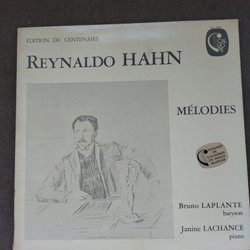 EDITION DU CENTENAIRE
REYNALDO HAHN
MÉLODIES
Bruno LAPLANTE
baryton
Janine LACHANCE
piano